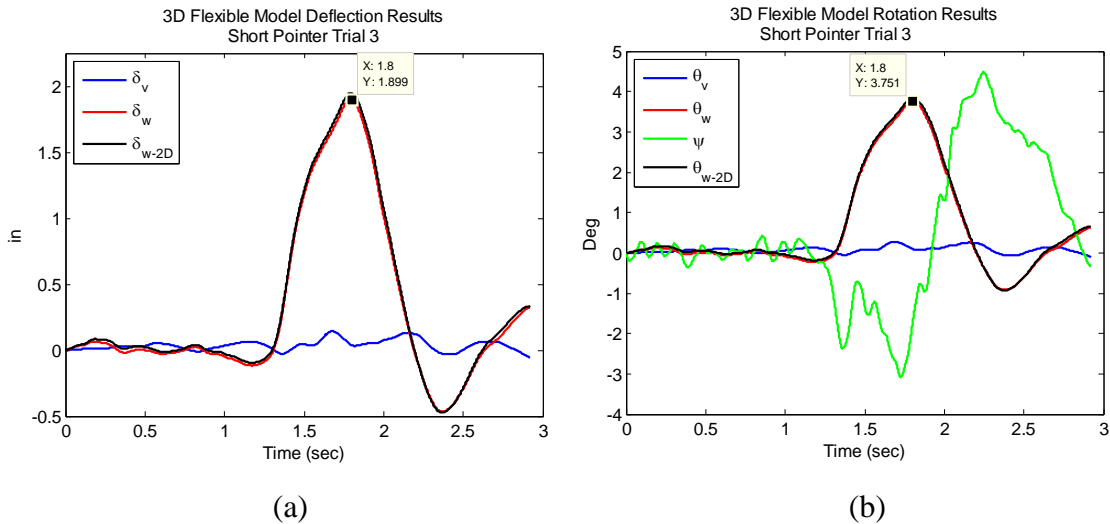 3D Flexible Model Deflection Results
Short Pointer Trial 3
X: 1.8
Y: 1.899
δv
δw
δw-2D
2
1.5
1
0.5
0
-0.5
in
0 0.5 1 1.5 2 2.5 3
Time (sec)
(a)
3D Flexible Model Rotation Results
Short Pointer Trial 3
X: 1.8
Y: 3.751
θv
θw
ψ
θw-2D
5
4
3
2
1
0
-1
-2
-3
-4
Deg
0 0.5 1 1.5 2 2.5 3
Time (sec)
(b)